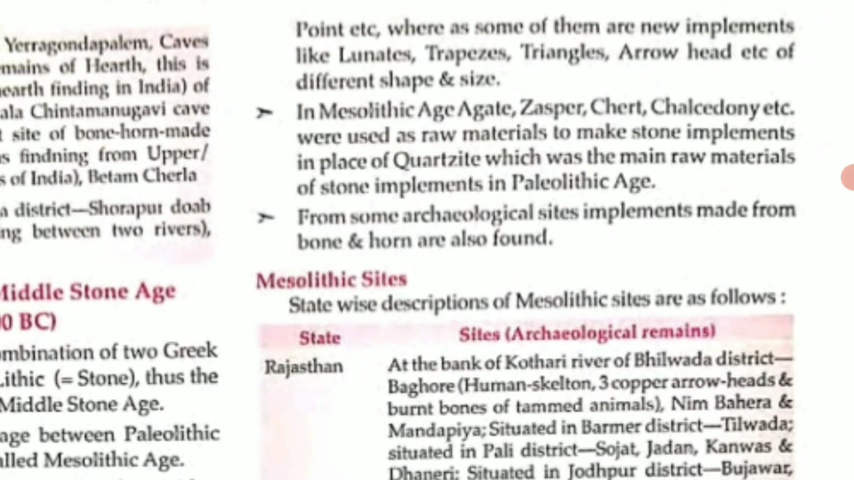 Yerragondapalem, Caves
mains of Hearth, this is
earth finding in India) of
ala Chintamanugavi cave
t site of bone-horn-made
s findning from Upper/
s of India), Betam Cherla
a district—Shorapur doab
ng between two rivers),
Middle Stone Age
0 BC)
ombination of two Greek
Lithic (= Stone), thus the
Middle Stone Age.
age between Paleolithic
alled Mesolithic Age.
Point etc, where as some of them are new implements
like Lunates, Trapezes, Triangles, Arrow head etc of
different shape & size.
➢ In Mesolithic Age Agate, Zasper, Chert, Chalcedony etc.
were used as raw materials to make stone implements
in place of Quartzite which was the main raw materials
of stone implements in Paleolithic Age.
➢ From some archaeological sites implements made from
bone & horn are also found.
Mesolithic Sites
State wise descriptions of Mesolithic sites are as follows :
State Sites (Archaeological remains)
Rajasthan At the bank of Kothari river of Bhilwada district—
Baghore (Human-skelton, 3 copper arrow-heads &
burnt bones of tammed animals), Nim Bahera &
Mandapiya; Situated in Barmer district—Tilwada;
situated in Pali district—Sojat, Jadan, Kanwas &
Dhaneri; Situated in Jodhpur district—Bujawar,